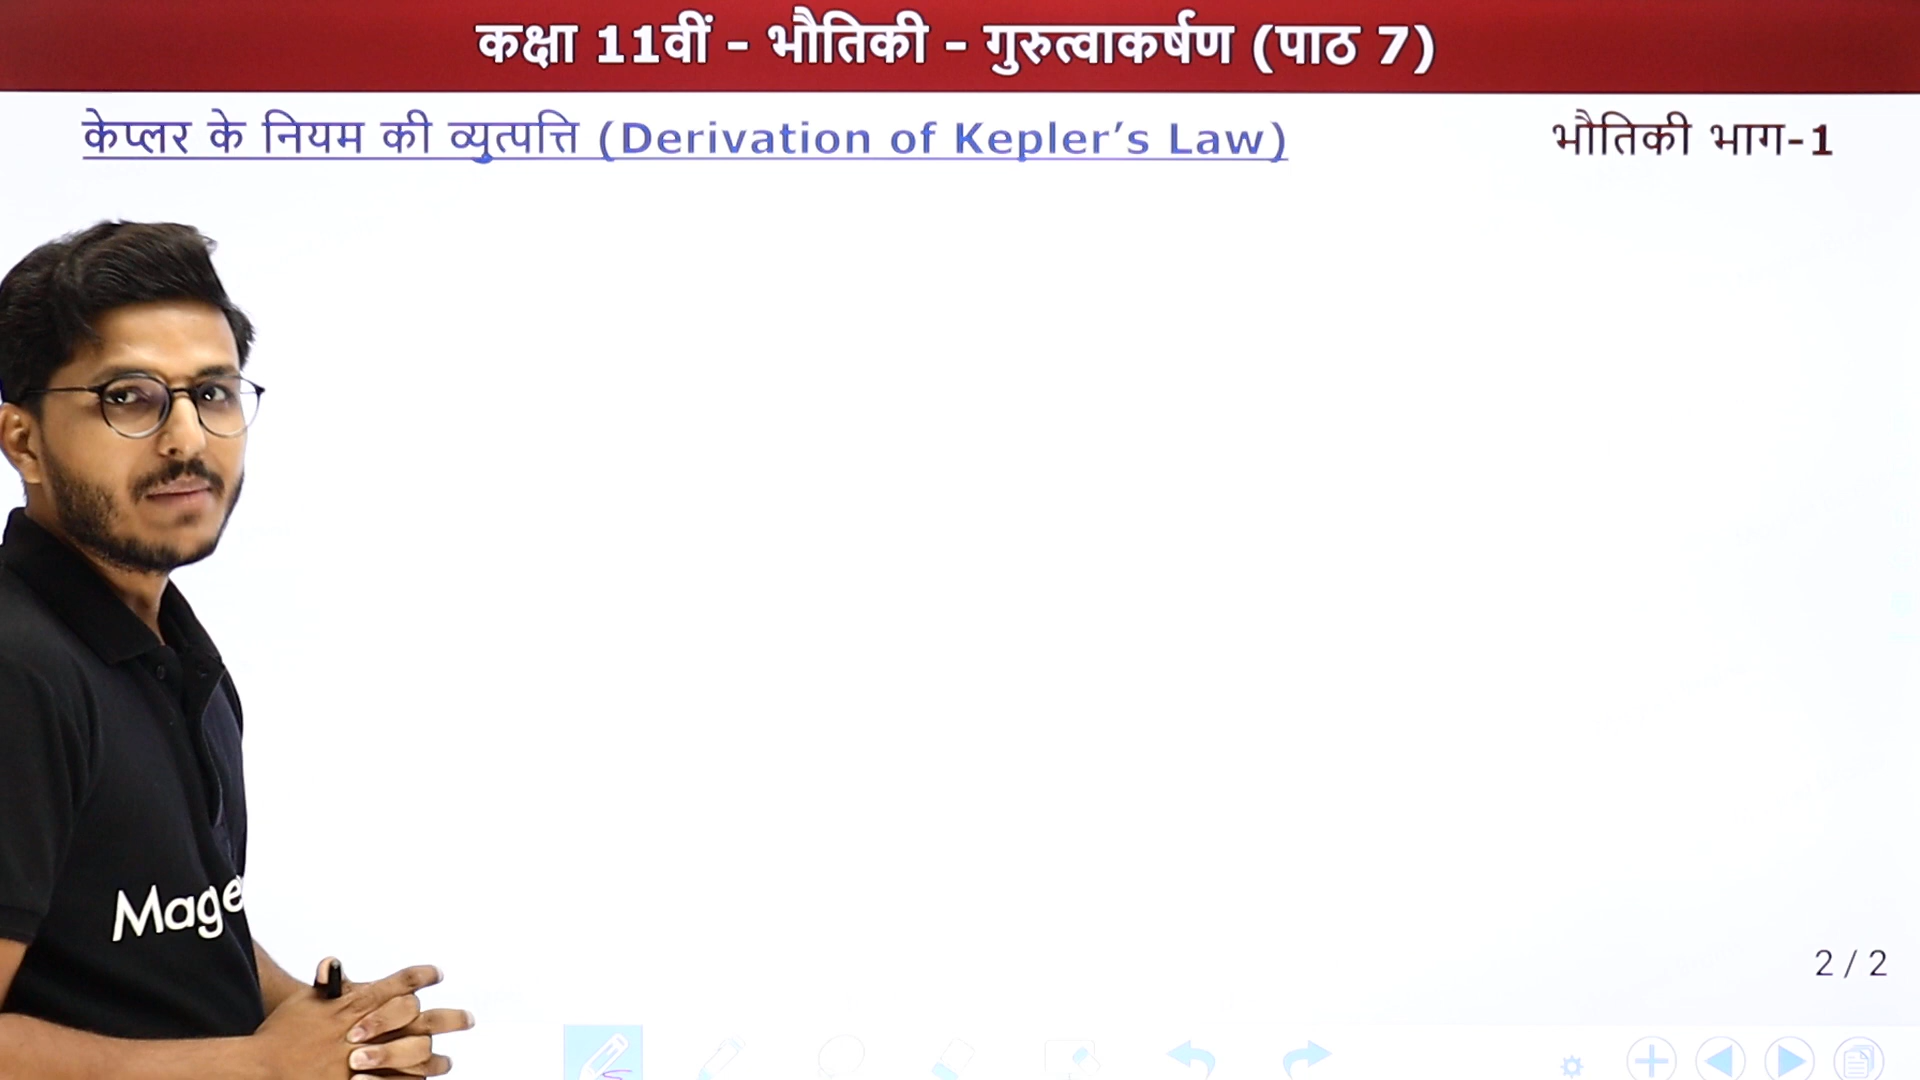 कक्षा 11वीं - भौतिकी - गुरुत्वाकर्षण (पाठ 7)
केप्लर के नियम की व्युत्पत्ति (Derivation of Kepler’s Law)
भौतिकी भाग-1
Mage
2 / 2